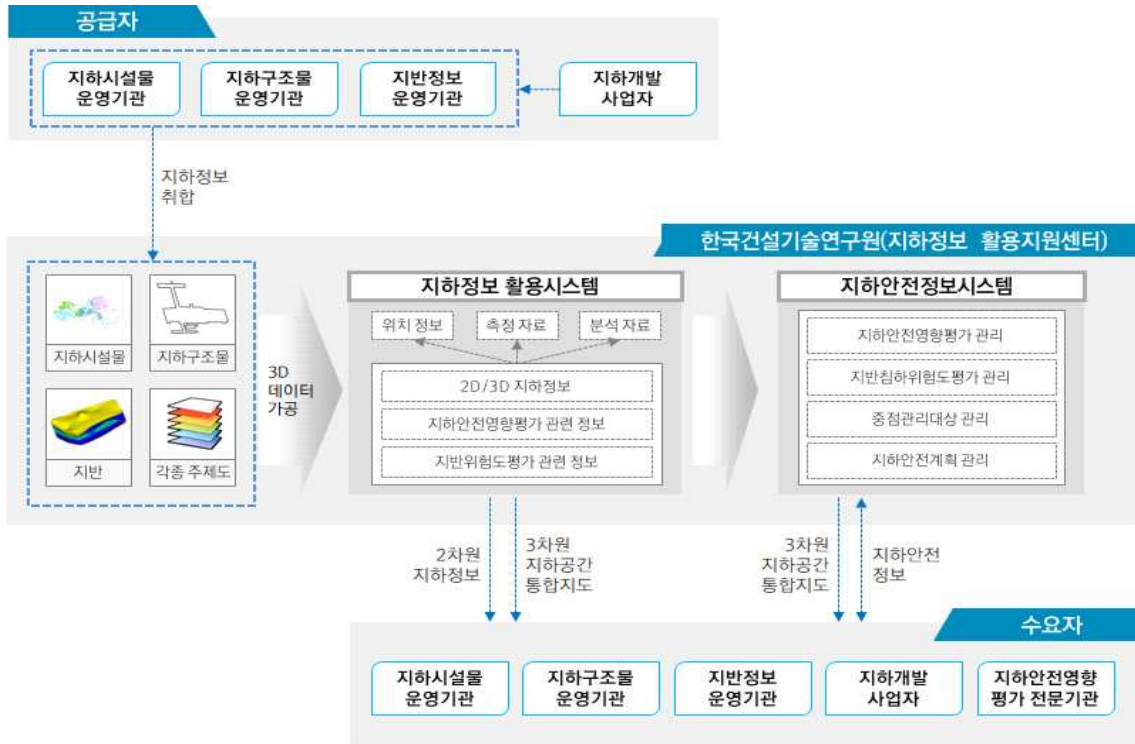 공급자
지하시설물
운영기관
지하구조물
운영기관
지반정보
운영기관
지하개발
사업자
지하정보
취합
한국건설기술연구원(지하정보 활용지원센터)
지하시설물
지하구조물
지반
각종 주제도
3D
데이터
가공
지하정보 활용시스템
위치 정보
측정 자료
분석 자료
2D/3D 지하정보
지하안전영향평가 관련 정보
지반위험도평가 관련 정보
지하안전정보시스템
지하안전영향평가 관리
지반침하위험도평가 관리
중점관리대상 관리
지하안전계획 관리
2차원
지하정보
3차원
지하공간
통합지도
3차원
지하공간
통합지도
지하안전
정보
수요자
지하시설물
운영기관
지하구조물
운영기관
지반정보
운영기관
지하개발
사업자
지하안전영향
평가 전문기관